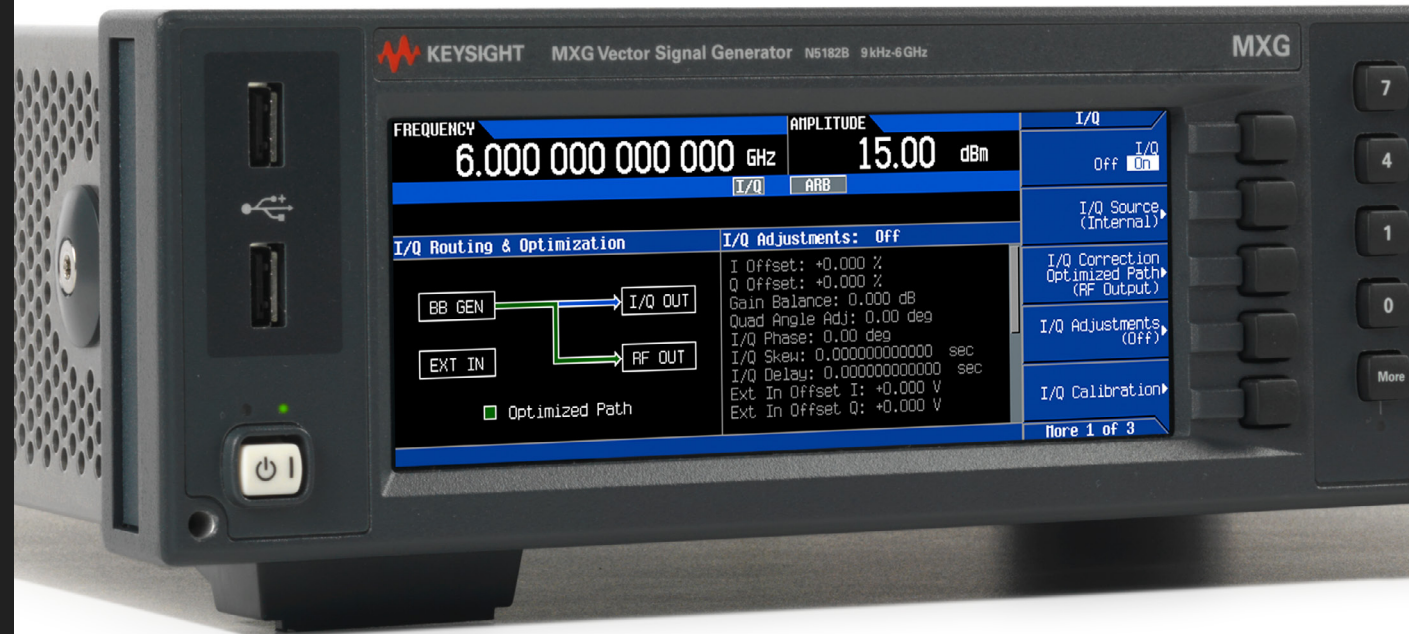 KEYSIGHT MXG Vector Signal Generator N5182B 9 kHz-6 GHz
MXG
FREQUENCY
6.000 000 000 000 GHz
AMPLITUDE
15.00 dBm
I/Q
ARB
I/Q Routing & Optimization
BB GEN
I/Q OUT
EXT IN
RF OUT
Optimized Path
I/Q Adjustments: Off
I Offset: +0.000 %
Q Offset: +0.000 %
Gain Balance: 0.000 dB
Quad Angle Adj: 0.00 deg
I/Q Phase: 0.00 deg
I/Q Skew: 0.000000000000 sec
I/Q Delay: 0.000000000000 sec
Ext In Offset I: +0.000 V
Ext In Offset Q: +0.000 V
I/Q
I/Q
Off On
I/Q Source
(Internal)
I/Q Correction
Optimized Path
(RF Output)
I/Q Adjustments
(Off)
I/Q Calibration
More 1 of 3
7
4
1
0
More